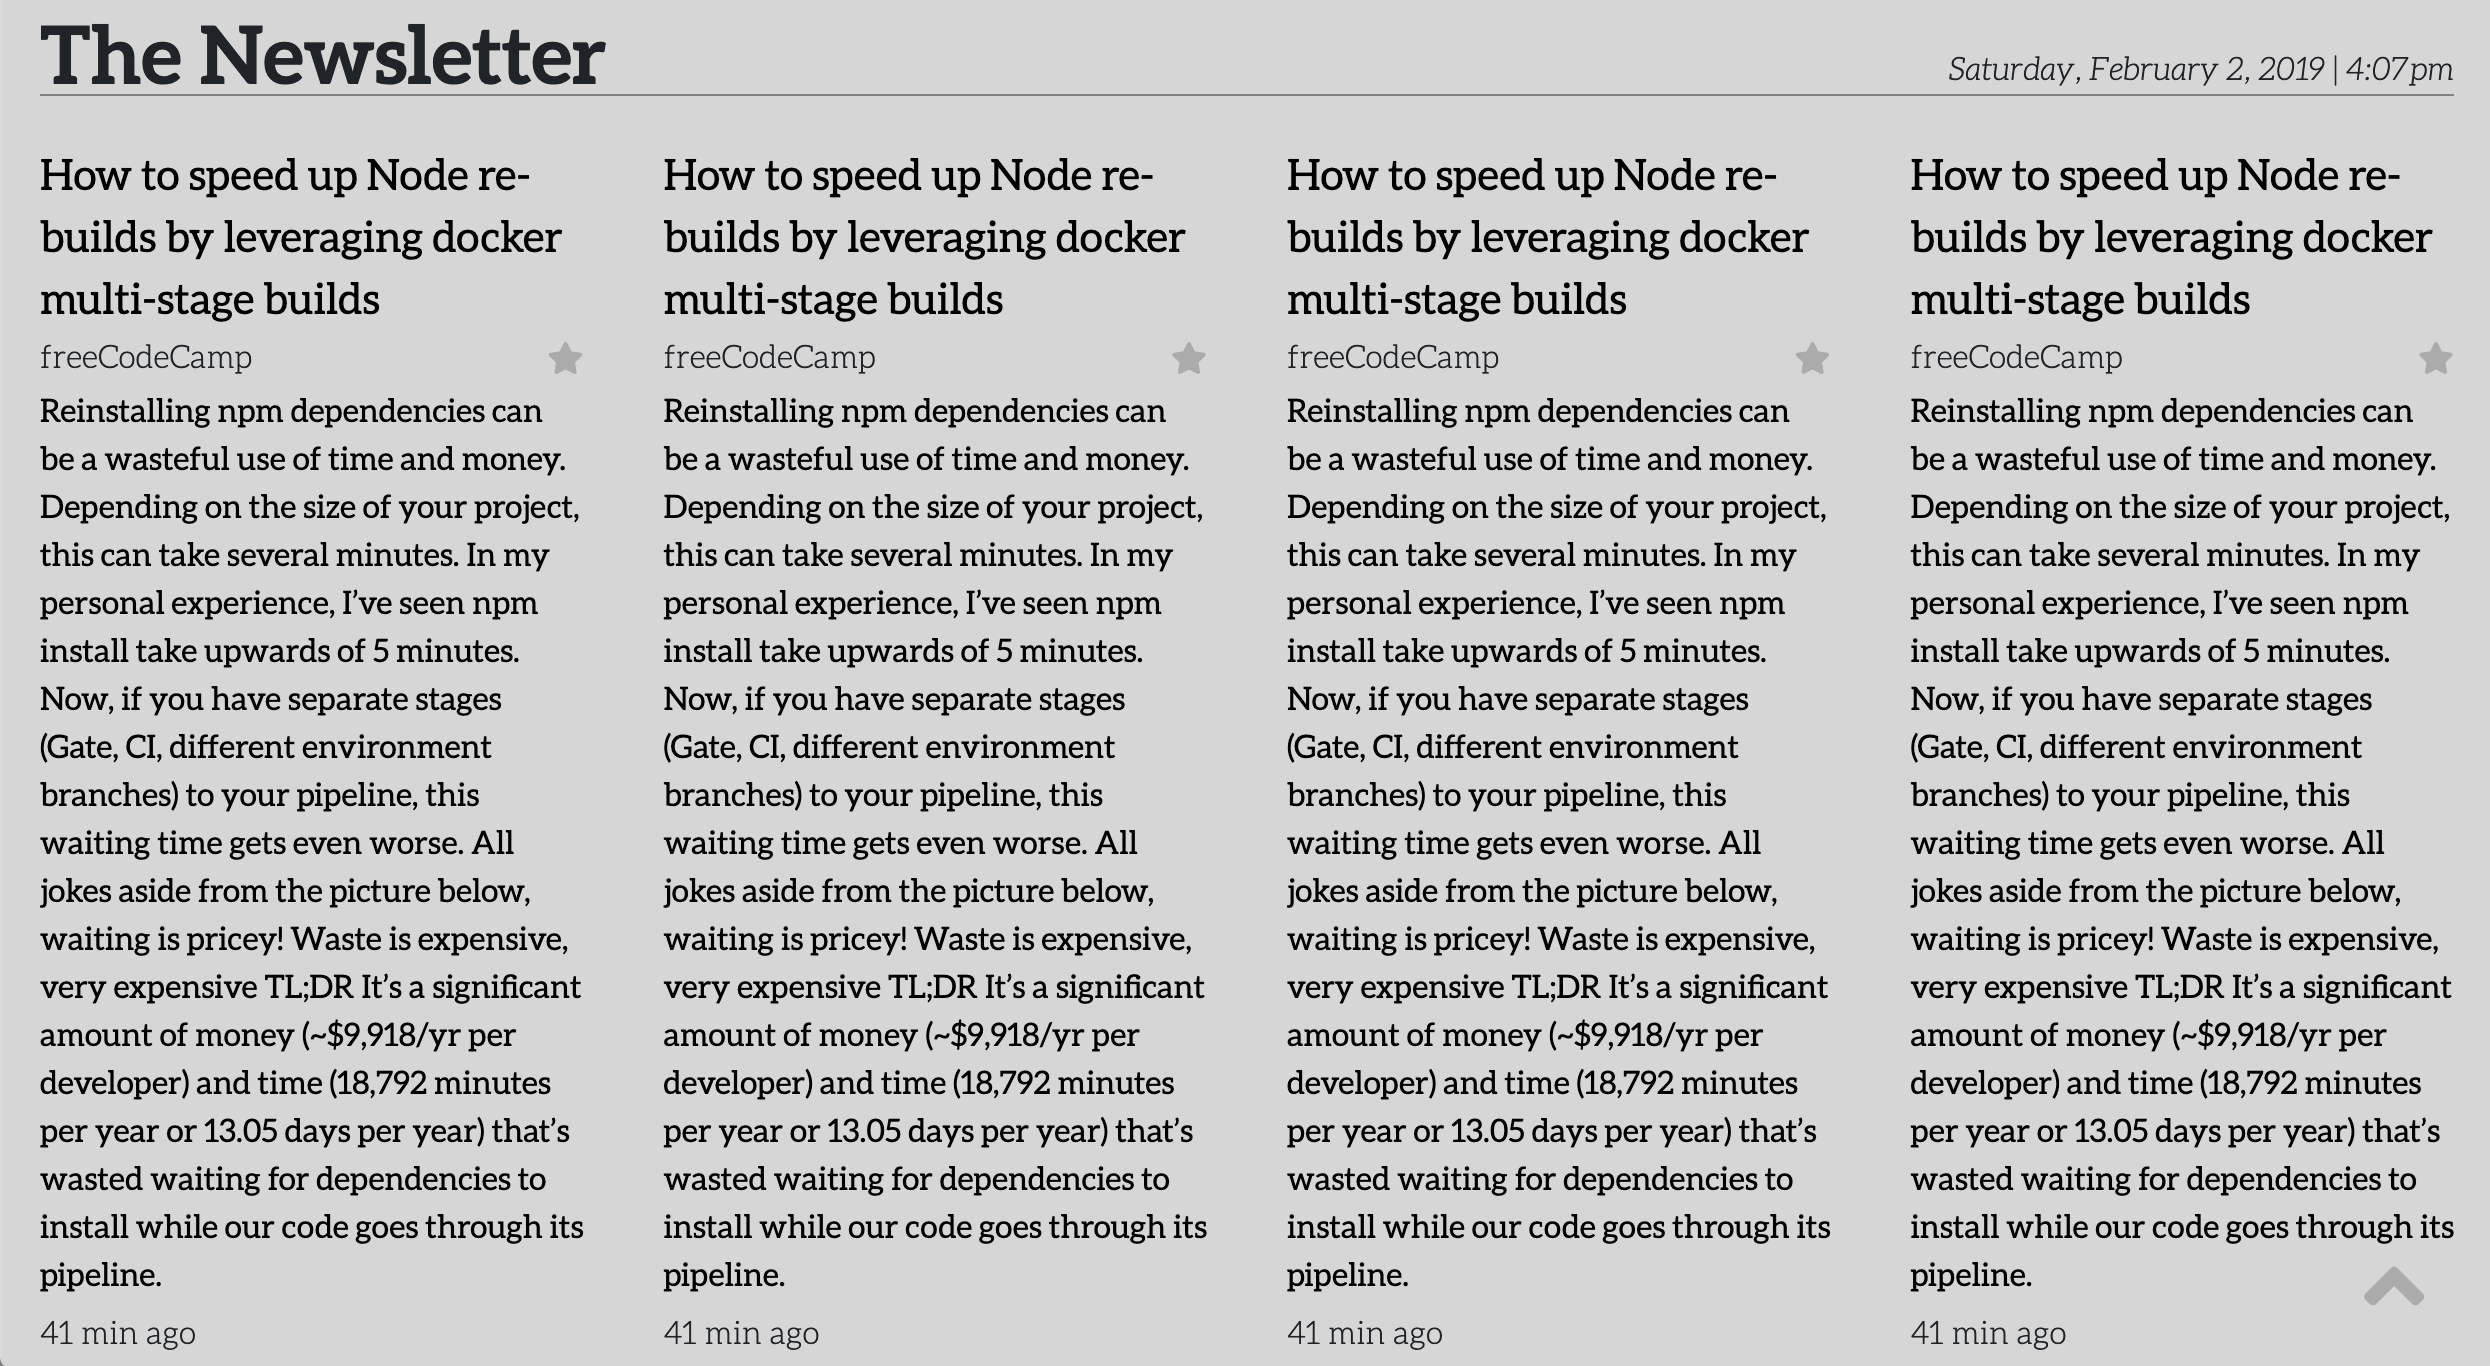 The Newsletter
Saturday, February 2, 2019 | 4:07pm
How to speed up Node re-
builds by leveraging docker
multi-stage builds
freeCodeCamp
Reinstalling npm dependencies can
be a wasteful use of time and money.
Depending on the size of your project,
this can take several minutes. In my
personal experience, I’ve seen npm
install take upwards of 5 minutes.
Now, if you have separate stages
(Gate, CI, different environment
branches) to your pipeline, this
waiting time gets even worse. All
jokes aside from the picture below,
waiting is pricey! Waste is expensive,
very expensive TL;DR It’s a significant
amount of money (~$9,918/yr per
developer) and time (18,792 minutes
per year or 13.05 days per year) that’s
wasted waiting for dependencies to
install while our code goes through its
pipeline.
41 min ago
How to speed up Node re-
builds by leveraging docker
multi-stage builds
freeCodeCamp
Reinstalling npm dependencies can
be a wasteful use of time and money.
Depending on the size of your project,
this can take several minutes. In my
personal experience, I’ve seen npm
install take upwards of 5 minutes.
Now, if you have separate stages
(Gate, CI, different environment
branches) to your pipeline, this
waiting time gets even worse. All
jokes aside from the picture below,
waiting is pricey! Waste is expensive,
very expensive TL;DR It’s a significant
amount of money (~$9,918/yr per
developer) and time (18,792 minutes
per year or 13.05 days per year) that’s
wasted waiting for dependencies to
install while our code goes through its
pipeline.
41 min ago
How to speed up Node re-
builds by leveraging docker
multi-stage builds
freeCodeCamp
Reinstalling npm dependencies can
be a wasteful use of time and money.
Depending on the size of your project,
this can take several minutes. In my
personal experience, I’ve seen npm
install take upwards of 5 minutes.
Now, if you have separate stages
(Gate, CI, different environment
branches) to your pipeline, this
waiting time gets even worse. All
jokes aside from the picture below,
waiting is pricey! Waste is expensive,
very expensive TL;DR It’s a significant
amount of money (~$9,918/yr per
developer) and time (18,792 minutes
per year or 13.05 days per year) that’s
wasted waiting for dependencies to
install while our code goes through its
pipeline.
41 min ago
How to speed up Node re-
builds by leveraging docker
multi-stage builds
freeCodeCamp
Reinstalling npm dependencies can
be a wasteful use of time and money.
Depending on the size of your project,
this can take several minutes. In my
personal experience, I’ve seen npm
install take upwards of 5 minutes.
Now, if you have separate stages
(Gate, CI, different environment
branches) to your pipeline, this
waiting time gets even worse. All
jokes aside from the picture below,
waiting is pricey! Waste is expensive,
very expensive TL;DR It’s a significant
amount of money (~$9,918/yr per
developer) and time (18,792 minutes
per year or 13.05 days per year) that’s
wasted waiting for dependencies to
install while our code goes through its
pipeline.
41 min ago